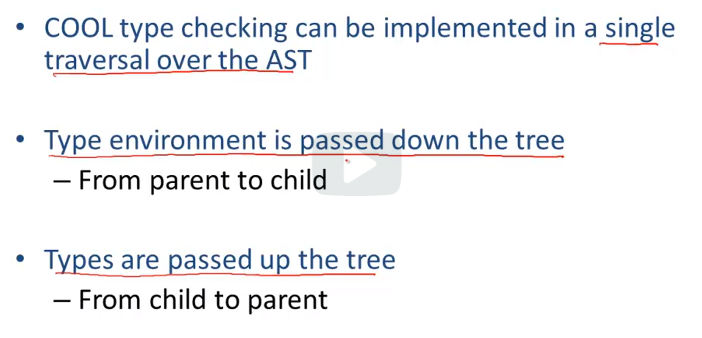 • COOL type checking can be implemented in a single
traversal over the AST
• Type environment is passed down the tree
– From parent to child
• Types are passed up the tree
– From child to parent